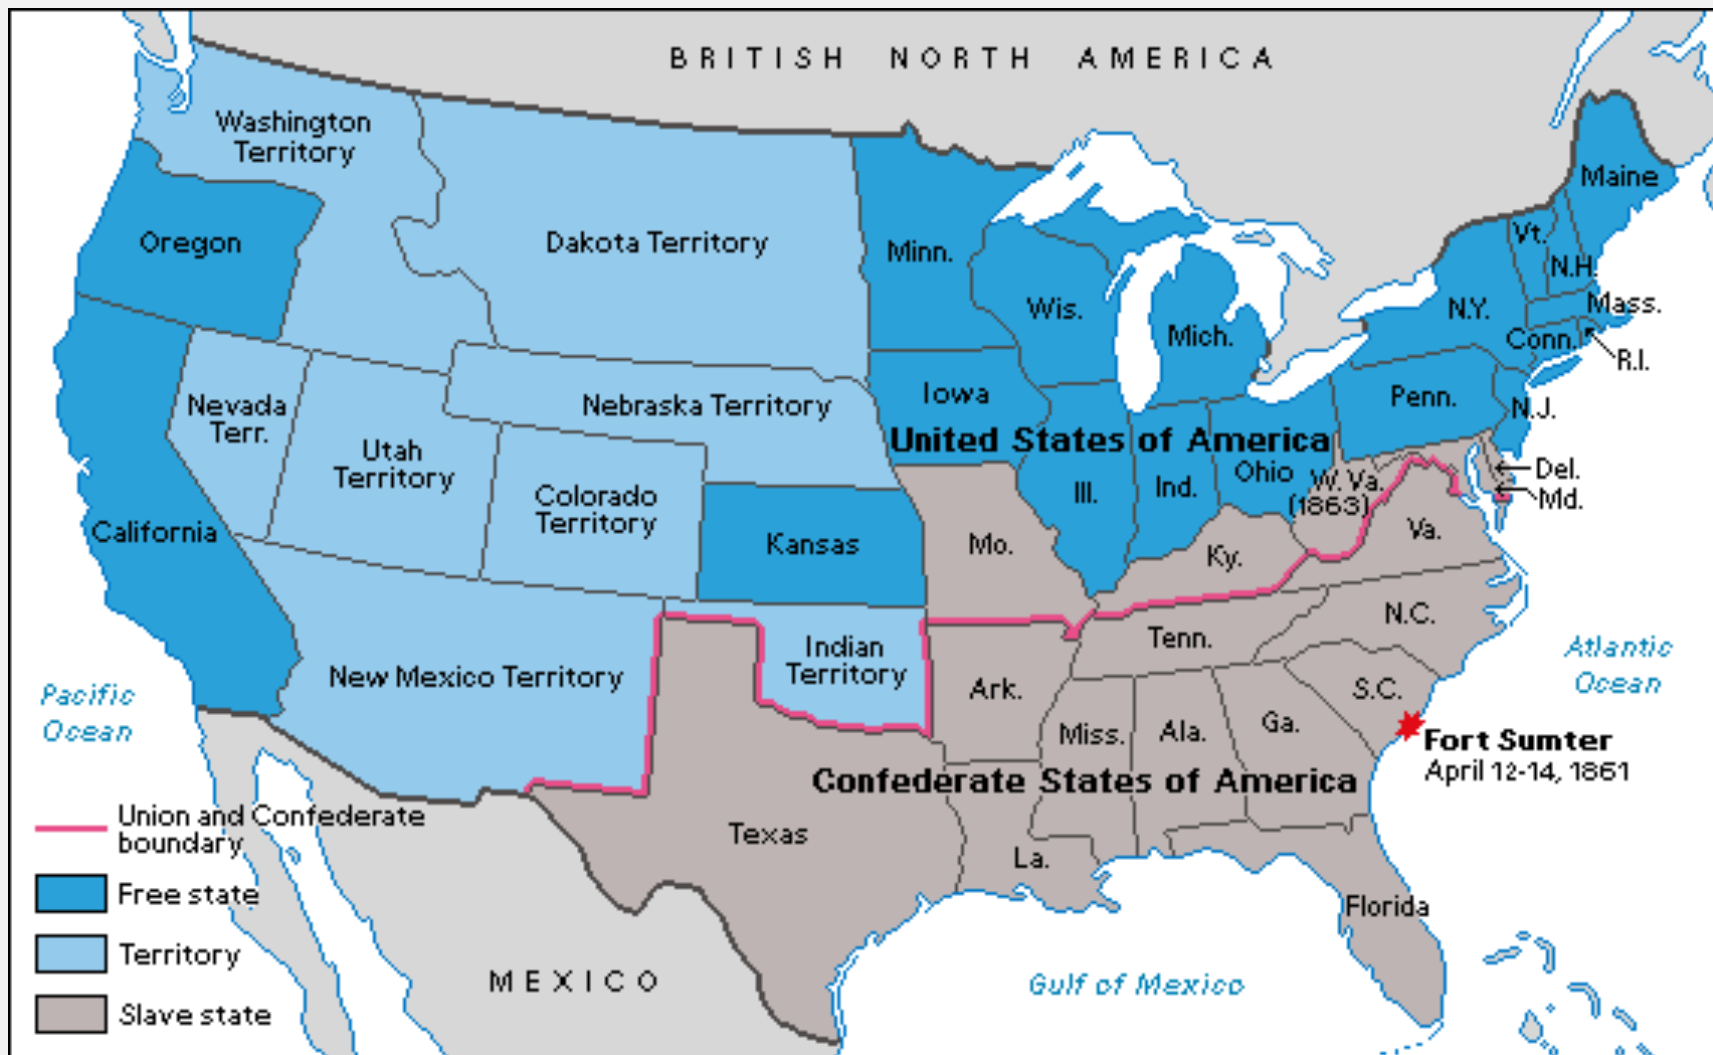 BRITISH NORTH AMERICA
Washington
Territory
Oregon
Dakota Territory
Minn.
Wis.
Mich.
Maine
Vt.
N.H.
N.Y.
Mass.
Conn.
R.I.
Nevada
Terr.
Utah
Territory
Nebraska Territory
Iowa
Penn.
N.J.
United States of America
California
Colorado
Territory
Kansas
Mo.
Ill.
Ind.
Ohio
W. Va.
(1863)
Del.
Md.
Va.
Ky.
New Mexico Territory
Indian
Territory
Ark.
Tenn.
N.C.
S.C.
Miss.
Ala.
Ga.
Atlantic
Ocean
Pacific
Ocean
Fort Sumter
April 12-14, 1861
Confederate States of America
Texas
La.
Florida
MEXICO
Gulf of Mexico
Union and Confederate
boundary
Free state
Territory
Slave state